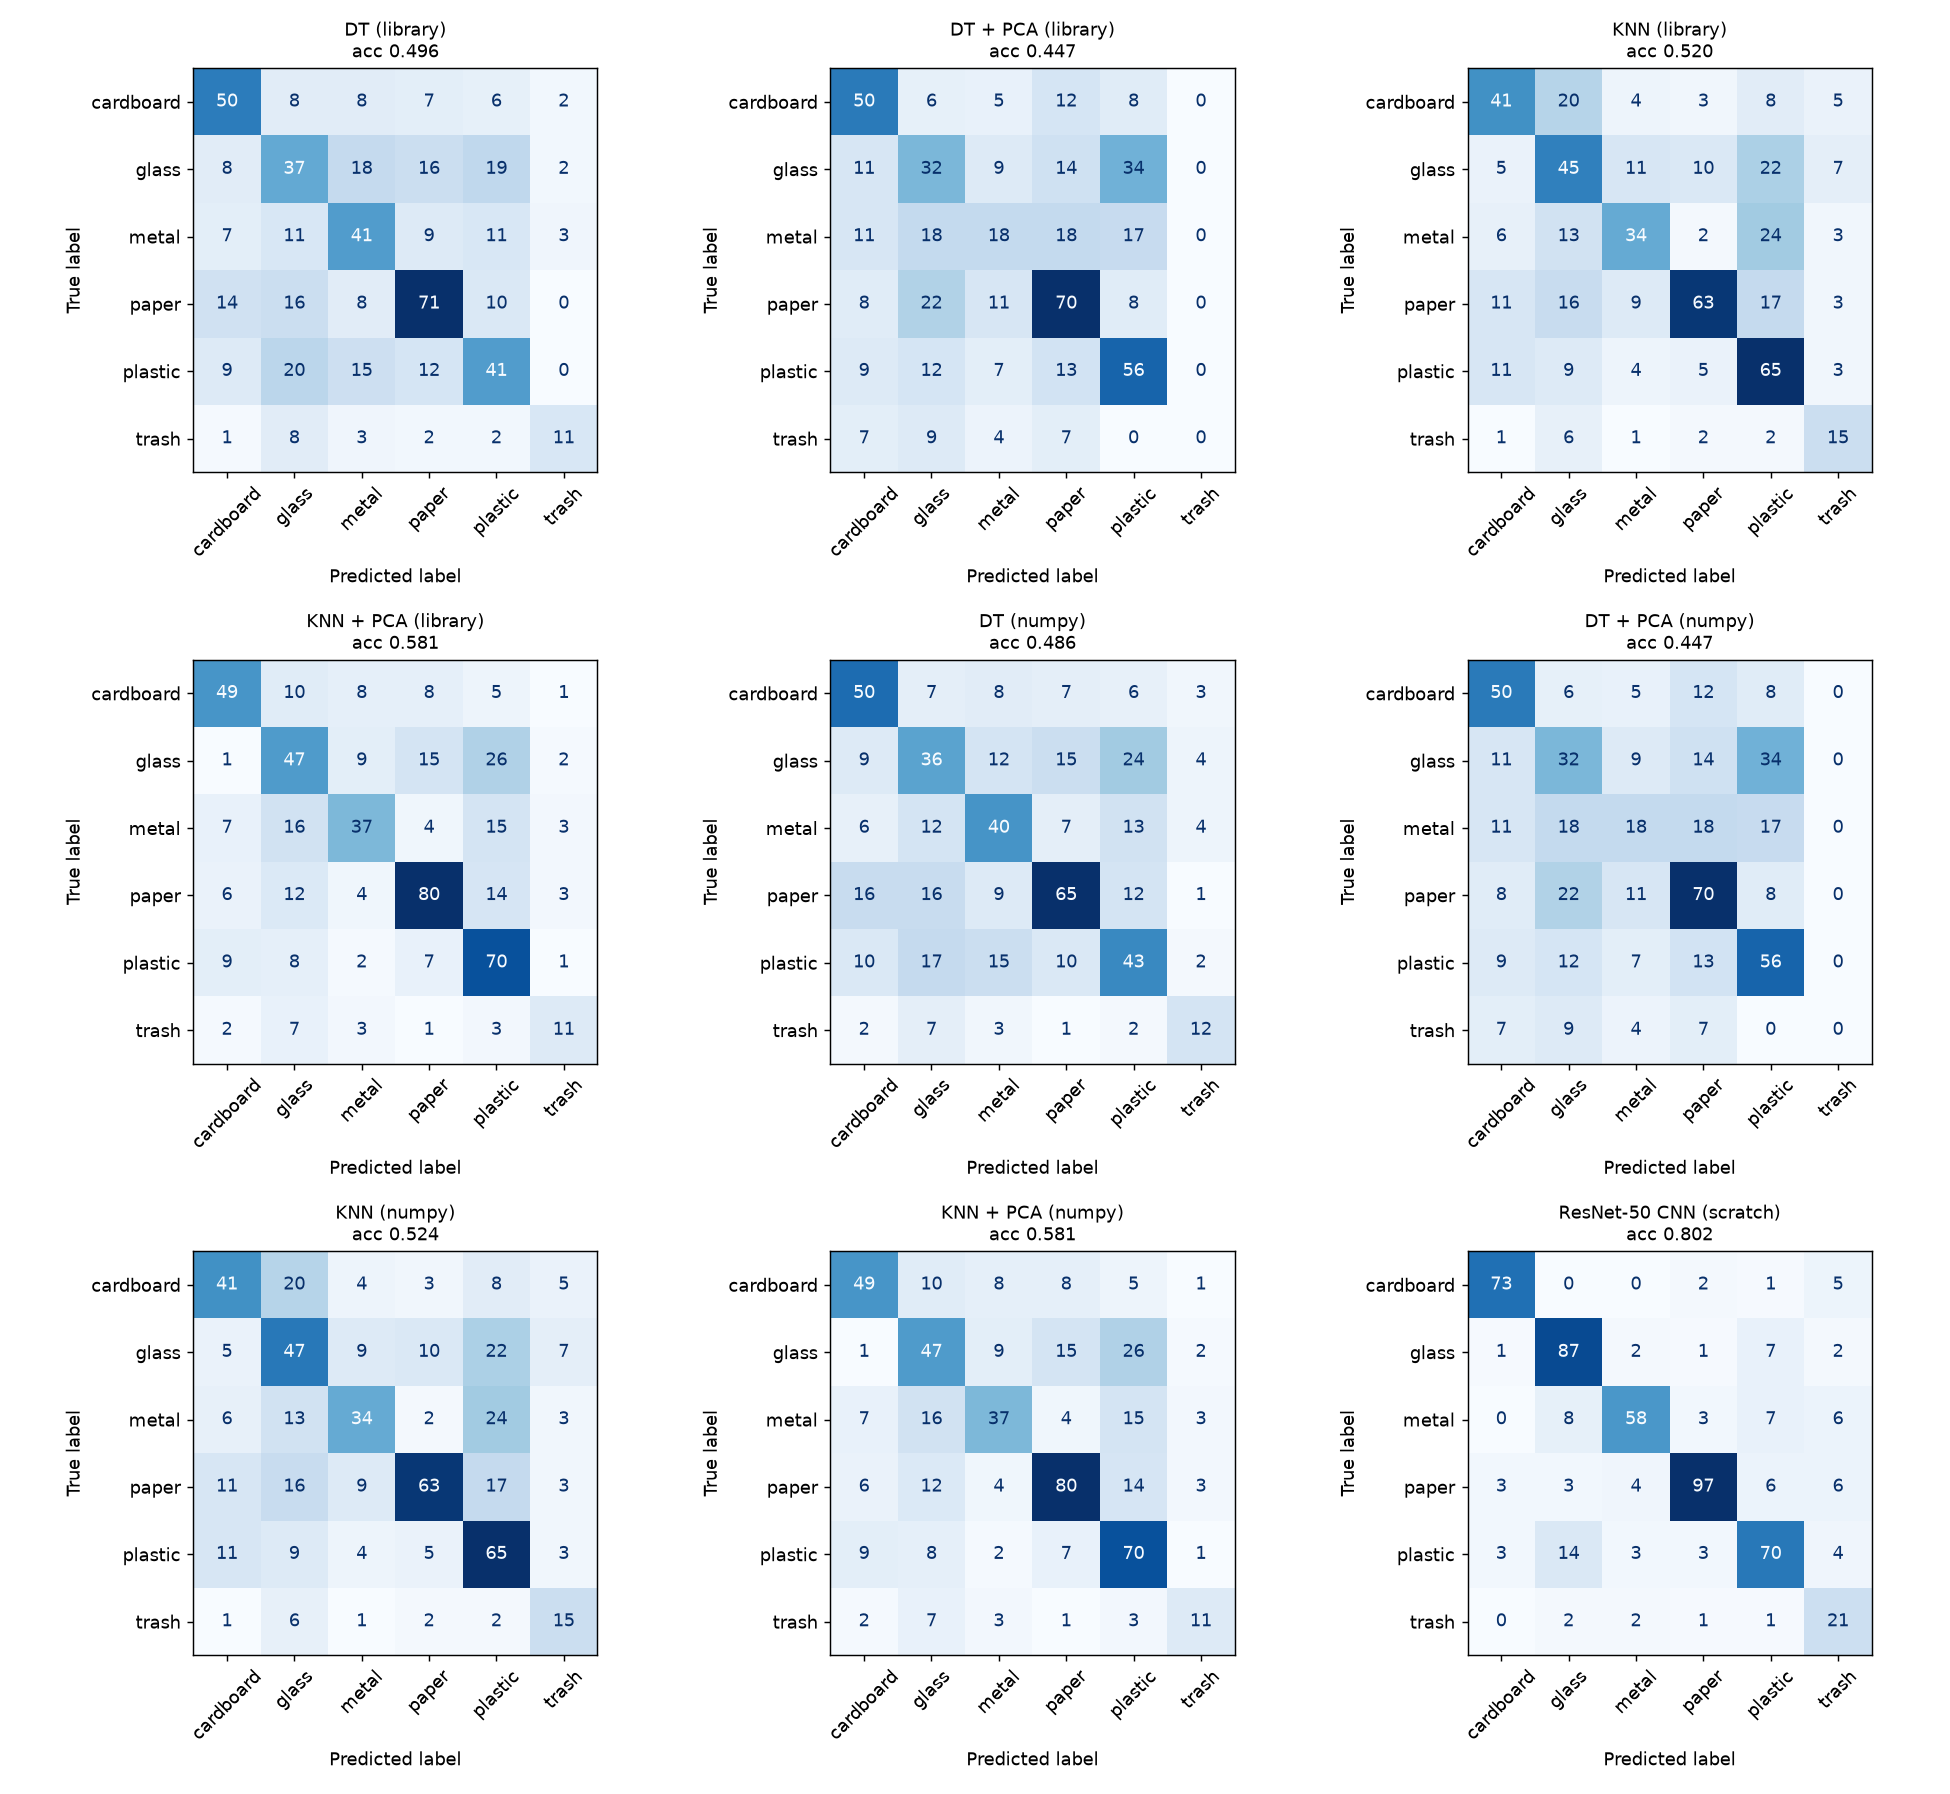 DT (library)
acc 0.496
True label
cardboard 50 8 8 7 6 2
glass 8 37 18 16 19 2
metal 7 11 41 9 11 3
paper 14 16 8 71 10 0
plastic 9 20 15 12 41 0
trash 1 8 3 2 2 11
cardboard glass metal paper plastic trash
Predicted label
DT + PCA (library)
acc 0.447
True label
cardboard 50 6 5 12 8 0
glass 11 32 9 14 34 0
metal 11 18 18 18 17 0
paper 8 22 11 70 8 0
plastic 9 12 7 13 56 0
trash 7 9 4 7 0 0
cardboard glass metal paper plastic trash
Predicted label
KNN (library)
acc 0.520
True label
cardboard 41 20 4 3 8 5
glass 5 45 11 10 22 7
metal 6 13 34 2 24 3
paper 11 16 9 63 17 3
plastic 11 9 4 5 65 3
trash 1 6 1 2 2 15
cardboard glass metal paper plastic trash
Predicted label
KNN + PCA (library)
acc 0.581
True label
cardboard 49 10 8 8 5 1
glass 1 47 9 15 26 2
metal 7 16 37 4 15 3
paper 6 12 4 80 14 3
plastic 9 8 2 7 70 1
trash 2 7 3 1 3 11
cardboard glass metal paper plastic trash
Predicted label
DT (numpy)
acc 0.486
True label
cardboard 50 7 8 7 6 3
glass 9 36 12 15 24 4
metal 6 12 40 7 13 4
paper 16 16 9 65 12 1
plastic 10 17 15 10 43 2
trash 2 7 3 1 2 12
cardboard glass metal paper plastic trash
Predicted label
DT + PCA (numpy)
acc 0.447
True label
cardboard 50 6 5 12 8 0
glass 11 32 9 14 34 0
metal 11 18 18 18 17 0
paper 8 22 11 70 8 0
plastic 9 12 7 13 56 0
trash 7 9 4 7 0 0
cardboard glass metal paper plastic trash
Predicted label
KNN (numpy)
acc 0.524
True label
cardboard 41 20 4 3 8 5
glass 5 47 9 10 22 7
metal 6 13 34 2 24 3
paper 11 16 9 63 17 3
plastic 11 9 4 5 65 3
trash 1 6 1 2 2 15
cardboard glass metal paper plastic trash
Predicted label
KNN + PCA (numpy)
acc 0.581
True label
cardboard 49 10 8 8 5 1
glass 1 47 9 15 26 2
metal 7 16 37 4 15 3
paper 6 12 4 80 14 3
plastic 9 8 2 7 70 1
trash 2 7 3 1 3 11
cardboard glass metal paper plastic trash
Predicted label
ResNet-50 CNN (scratch)
acc 0.802
True label
cardboard 73 0 0 2 1 5
glass 1 87 2 1 7 2
metal 0 8 58 3 7 6
paper 3 3 4 97 6 6
plastic 3 14 3 3 70 4
trash 0 2 2 1 1 21
cardboard glass metal paper plastic trash
Predicted label